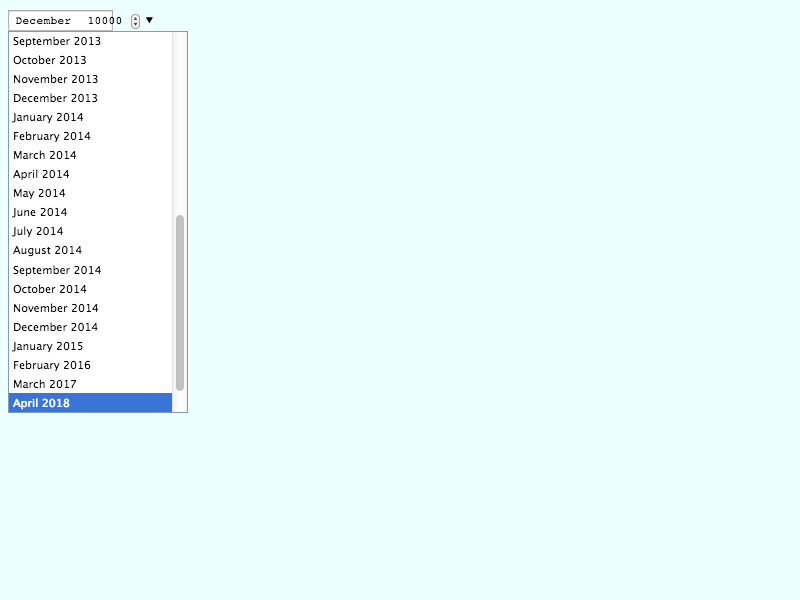 December 10000
September 2013
October 2013
November 2013
December 2013
January 2014
February 2014
March 2014
April 2014
May 2014
June 2014
July 2014
August 2014
September 2014
October 2014
November 2014
December 2014
January 2015
February 2016
March 2017
April 2018